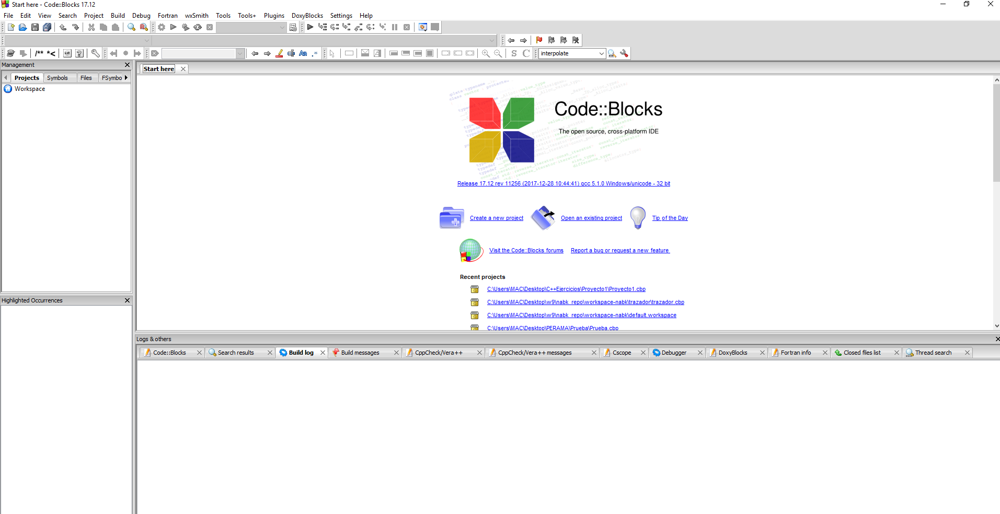 Start here - Code::Blocks 17.12
File Edit View Search Project Build Debug Fortran wxSmith Tools Tools+ Plugins DoxyBlocks Settings Help
/** *<
Aa .*
S C
interpolate
Management
Projects Symbols Files FSymbo
Workspace
Highlighted Occurrences
Start here
Code::Blocks
The open source, cross-platform IDE
Release 17.12 rev 11256 (2017-12-28 10:44:41) gcc 5.1.0 Windows/unicode - 32 bit
Create a new project Open an existing project Tip of the Day
Visit the Code::Blocks forums Report a bug or request a new feature
Recent projects
C:\Users\MAC\Desktop\C++Ejercicios\Proyecto1\Proyecto1.cbp
C:\Users\MAC\Desktop\w9\nabk_repo\workspace-nabk\trazador\trazador.cbp
C:\Users\MAC\Desktop\w9\nabk_repo\workspace-nabk\default.workspace
C:\Users\MAC\Desktop\PERAMA\Prueba\Prueba.cbp
Logs & others
Code::Blocks Search results Build log Build messages CppCheck/Vera++ CppCheck/Vera++ messages Cscope Debugger DoxyBlocks Fortran info Closed files list Thread search